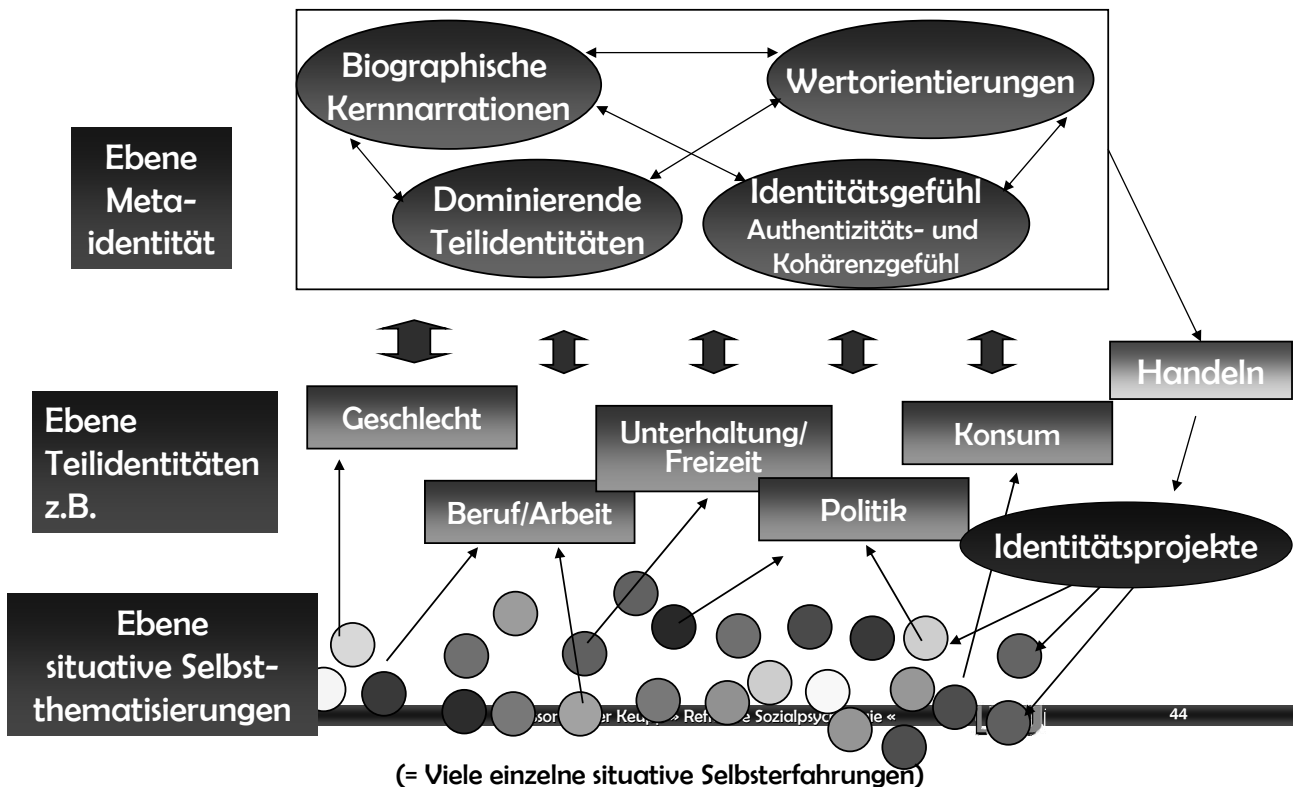 Biographische
Kernnarrationen
Wertorientierungen
Ebene
Meta-
identität
Dominierende
Teilidentitäten
Identitätsgefühl
Authentizitäts- und
Kohärenzgefühl
Handeln
Ebene
Teilidentitäten
z.B.
Geschlecht
Unterhaltung/
Freizeit
Konsum
Beruf/Arbeit
Politik
Identitätsprojekte
Ebene
situative Selbst-
thematisierungen
Keupp » 
44
(= Viele einzelne situative Selbsterfahrungen)